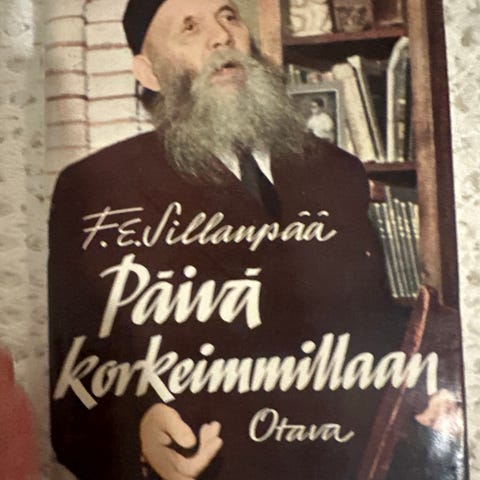 F.E. Sillanpää
Päivä
korkeimmillaan
Otava